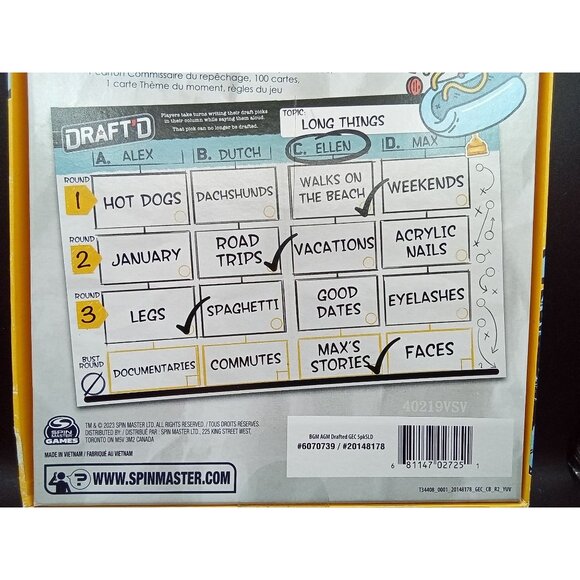 1 Carton Commissaire du repêchage, 100 cartes,
1 carte Thème du moment, règles du jeu
DRAFT'D
Players take turns writing their draft picks
in their column while saying them aloud.
That pick can no longer be drafted.
TOPIC:
LONG THINGS
A. ALEX
B. DUTCH
C. ELLEN
D. MAX
ROUND
1
HOT DOGS
DACHSHUNDS
WALKS ON
THE BEACH
WEEKENDS
ROUND
2
JANUARY
ROAD
TRIPS
VACATIONS
ACRYLIC
NAILS
ROUND
3
LEGS
SPAGHETTI
GOOD
DATES
EYELASHES
BUST
ROUND
DOCUMENTARIES
COMMUTES
MAX'S
STORIES
FACES
40219VSV
SPIN
MASTER
GAMES
TM & © 2023 SPIN MASTER LTD. ALL RIGHTS RESERVED. / TOUS DROITS RÉSERVÉS.
DISTRIBUTED BY / DISTRIBUÉ PAR : SPIN MASTER LTD., 225 KING STREET WEST,
TORONTO ON M5V 3M2 CANADA
MADE IN VIETNAM / FABRIQUÉ AU VIETNAM
BGM AGM Drafted GEC SpkSLD
#6070739 / #20148178
6 81147 02725 1
? WWW.SPINMASTER.COM
T34408_0001_20148178_GEC_CB_R2_YUV